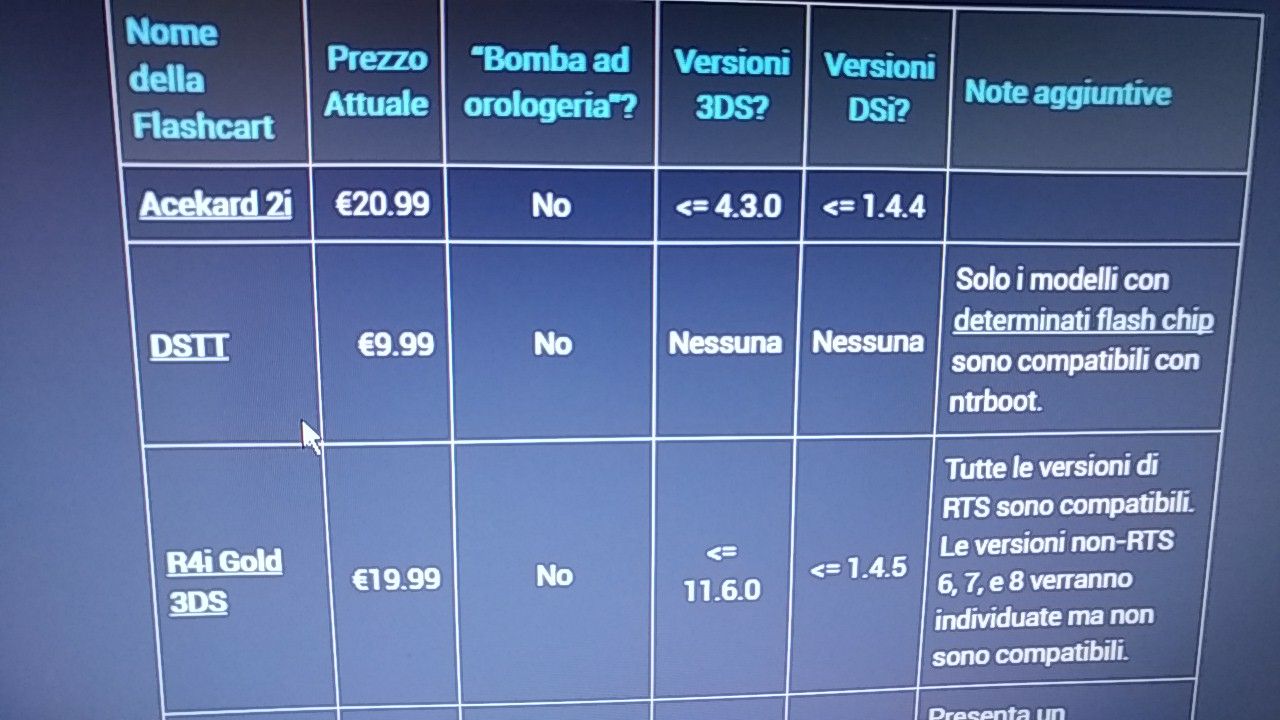 Nome
della
Flashcart
Prezzo
Attuale
“Bomba ad
orologeria”?
Versioni
3DS?
Versioni
DSi?
Note aggiuntive
Acekard 2i
€20.99
No
<= 4.3.0
<= 1.4.4
DSTT
€9.99
No
Nessuna
Nessuna
Solo i modelli con
determinati flash chip
sono compatibili con
ntrboot.
R4i Gold
3DS
€19.99
No
<=
11.6.0
<= 1.4.5
Tutte le versioni di
RTS sono compatibili.
Le versioni non-RTS
6, 7, e 8 verranno
individuate ma non
sono compatibili.
Presenta un